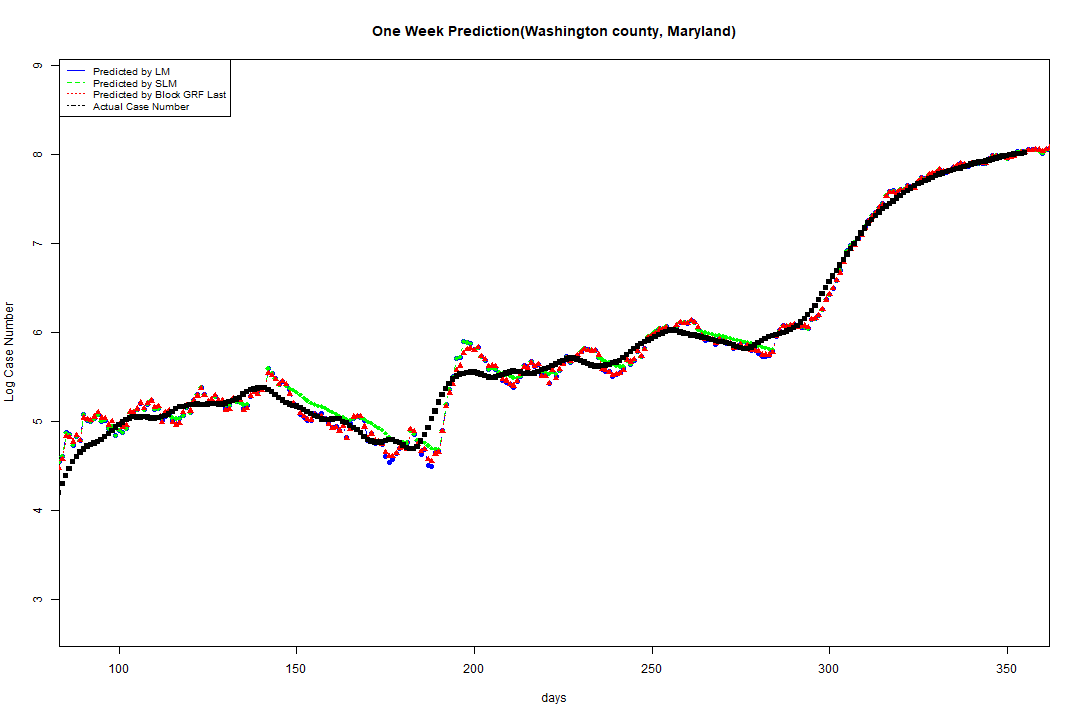 One Week Prediction(Washington county, Maryland)
Predicted by LM
Predicted by SLM
Predicted by Block GRF Last
Actual Case Number
9
8
7
6
5
4
3
Log Case Number
100 150 200 250 300 350
days